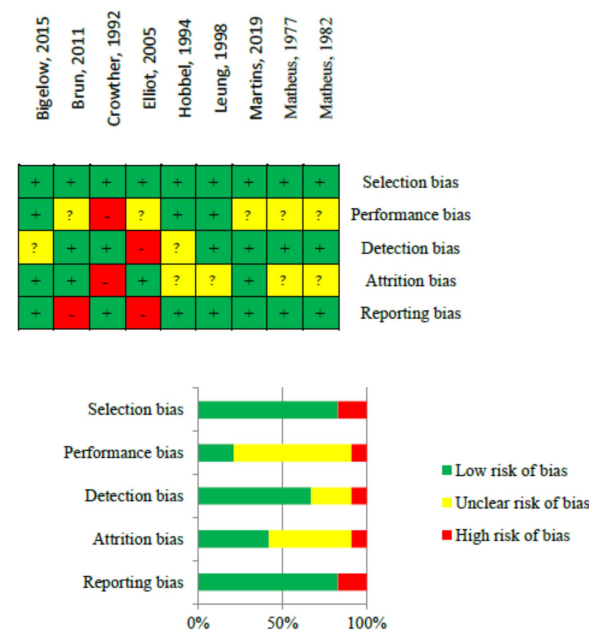 Bigelow, 2015
Brun, 2011
Crowther, 1992
Elliot, 2005
Hobbel, 1994
Leung, 1998
Martins, 2019
Matheus, 1977
Matheus, 1982
+ + + + + + + + + Selection bias
+ ? - ? + + ? ? ? Performance bias
? + + - ? + + + + Detection bias
+ + - ? ? ? + ? ? Attrition bias
+ - + - + + + + + Reporting bias
Selection bias
Performance bias
Detection bias
Attrition bias
Reporting bias
0% 50% 100%
Low risk of bias
Unclear risk of bias
High risk of bias